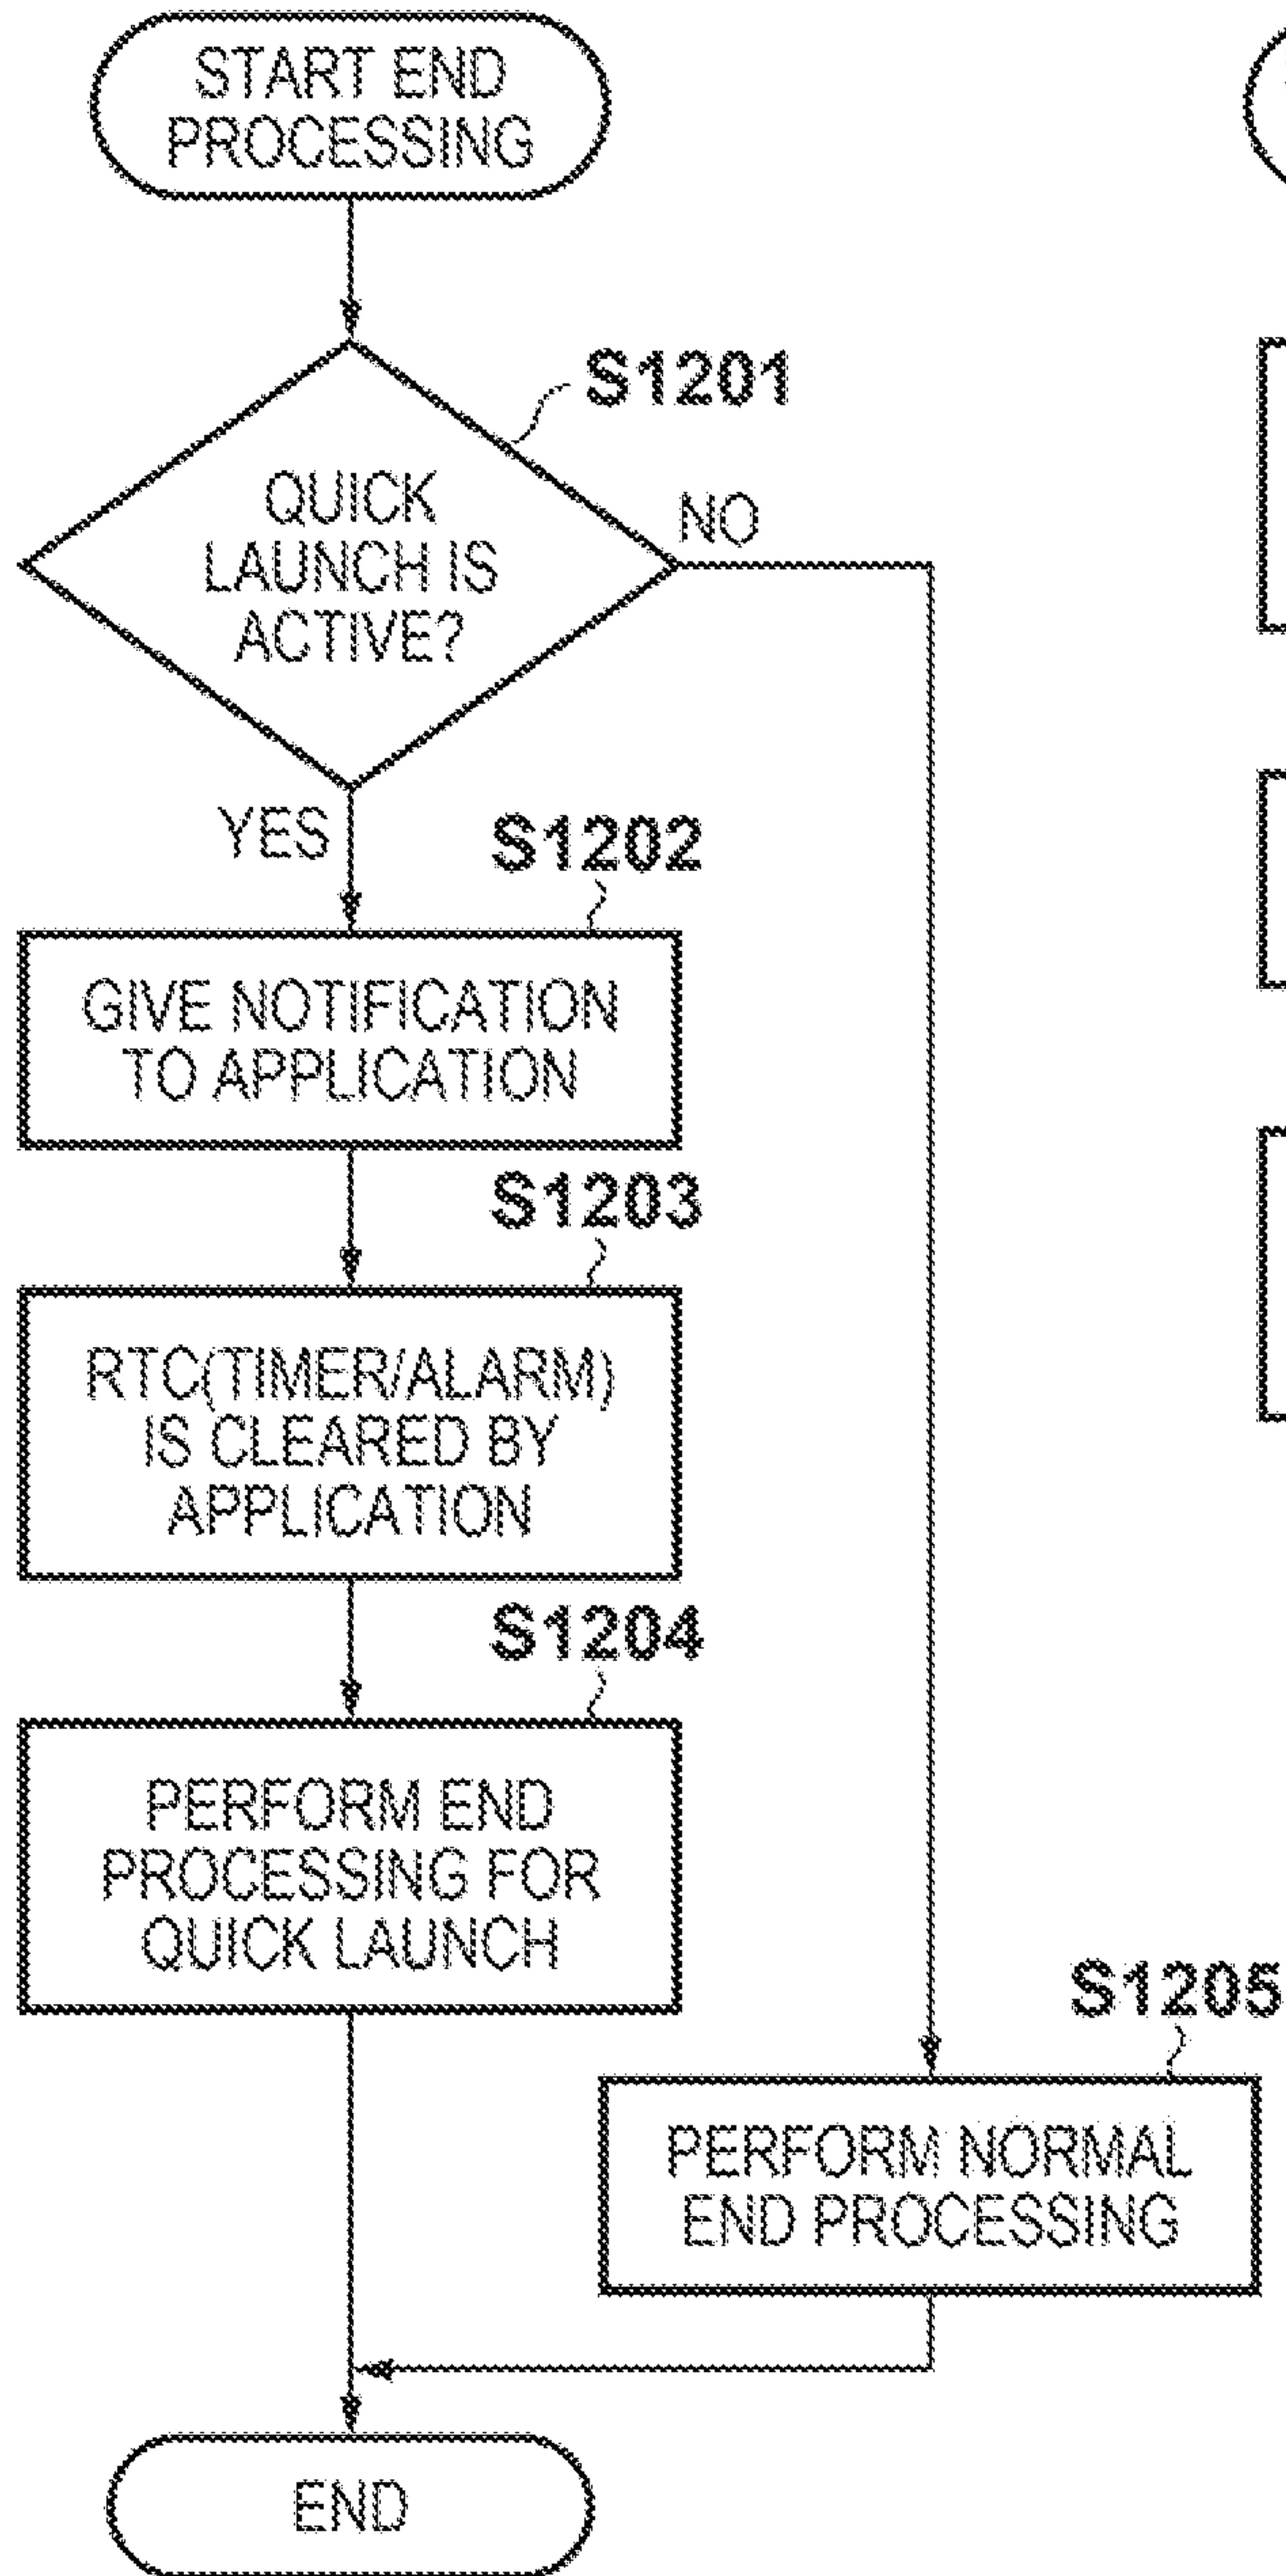 START END
PROCESSING
S1201
QUICK
LAUNCH IS
ACTIVE?
NO
YES
S1202
GIVE NOTIFICATION
TO APPLICATION
S1203
RTC(TIMER/ALARM)
IS CLEARED BY
APPLICATION
S1204
PERFORM END
PROCESSING FOR
QUICK LAUNCH
S1205
PERFORM NORMAL
END PROCESSING
END